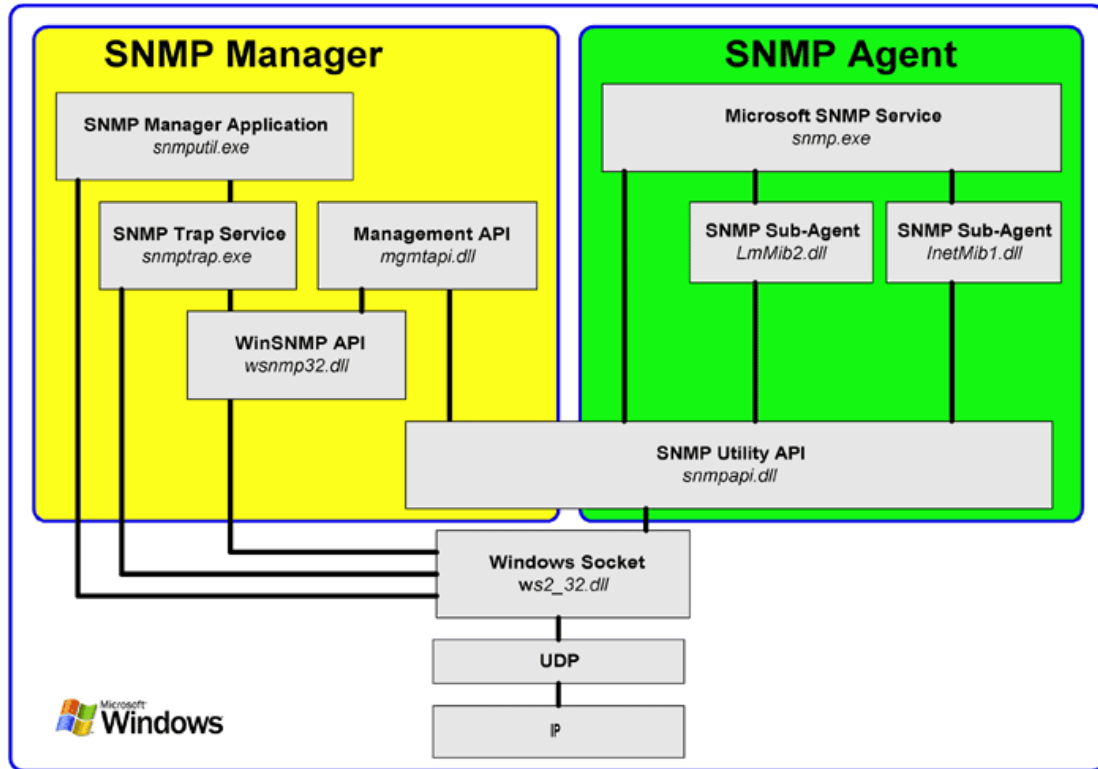 SNMP Manager
SNMP Manager Application
snmputil.exe
SNMP Trap Service
snmptrap.exe
Management API
mgmtapi.dll
WinSNMP API
wsnmp32.dll
SNMP Agent
Microsoft SNMP Service
snmp.exe
SNMP Sub-Agent
LmMib2.dll
SNMP Sub-Agent
InetMib1.dll
SNMP Utility API
snmpapi.dll
Windows Socket
ws2_32.dll
UDP
IP
Microsoft
Windows